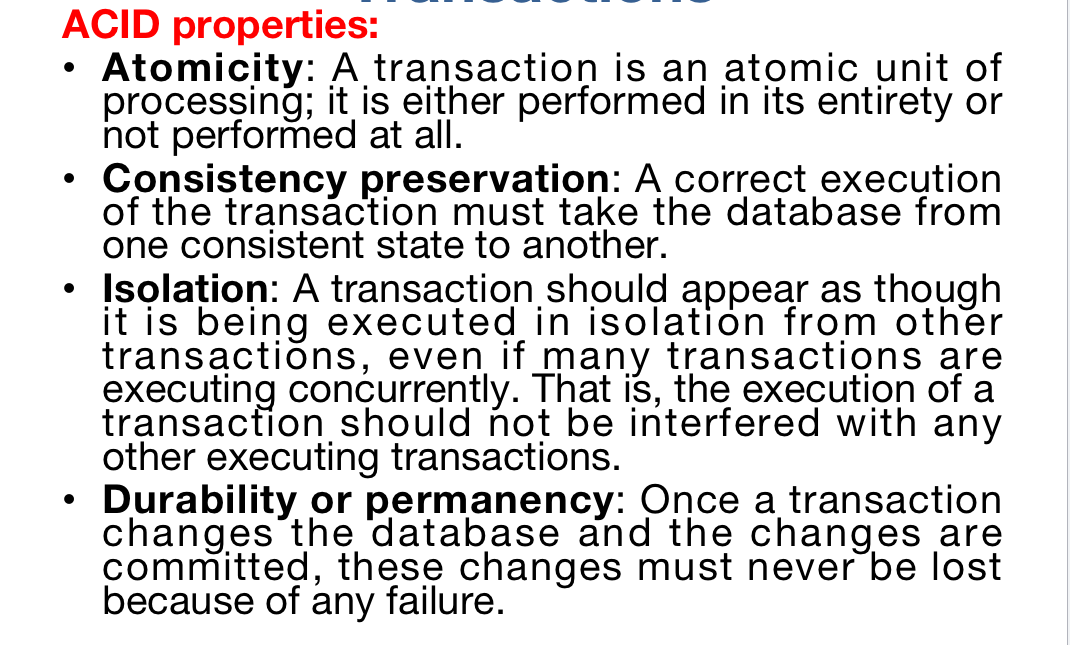 Transactions
ACID properties:
• Atomicity: A transaction is an atomic unit of
processing; it is either performed in its entirety or
not performed at all.
• Consistency preservation: A correct execution
of the transaction must take the database from
one consistent state to another.
• Isolation: A transaction should appear as though
it is being executed in isolation from other
transactions, even if many transactions are
executing concurrently. That is, the execution of a
transaction should not be interfered with any
other executing transactions.
• Durability or permanency: Once a transaction
changes the database and the changes are
committed, these changes must never be lost
because of any failure.